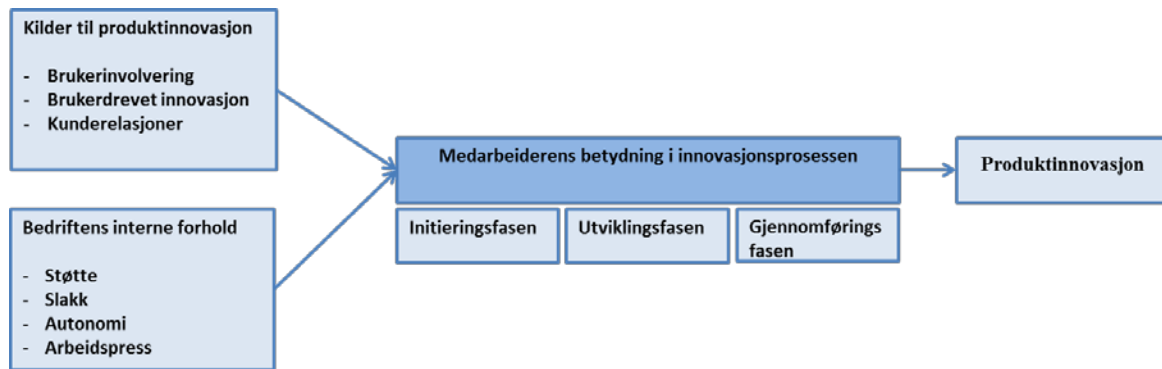 Kilder til produktinnovasjon
- Brukerinvolvering
- Brukerdrevet innovasjon
- Kunderelasjoner
Bedriftens interne forhold
- Støtte
- Slakk
- Autonomi
- Arbeidspress
Medarbeiderens betydning i innovasjonsprosessen
Initieringsfasen
Utviklingsfasen
Gjennomførings
fasen
Produktinnovasjon